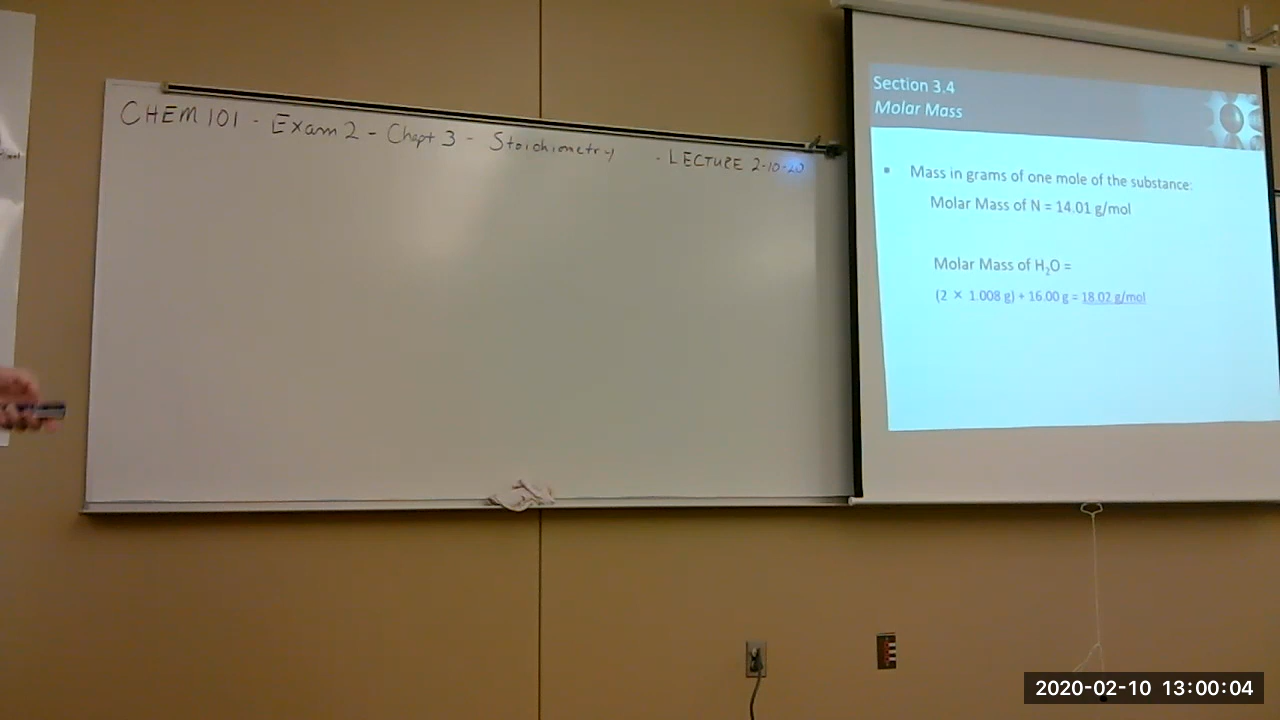 CHEM 101 - Exam 2 - Chapt 3 - Stoichiometry - LECTURE 2-10-20
Section 3.4
Molar Mass
• Mass in grams of one mole of the substance:
Molar Mass of N = 14.01 g/mol
Molar Mass of H₂O =
(2 × 1.008 g) + 16.00 g = 18.02 g/mol
2020-02-10 13:00:04